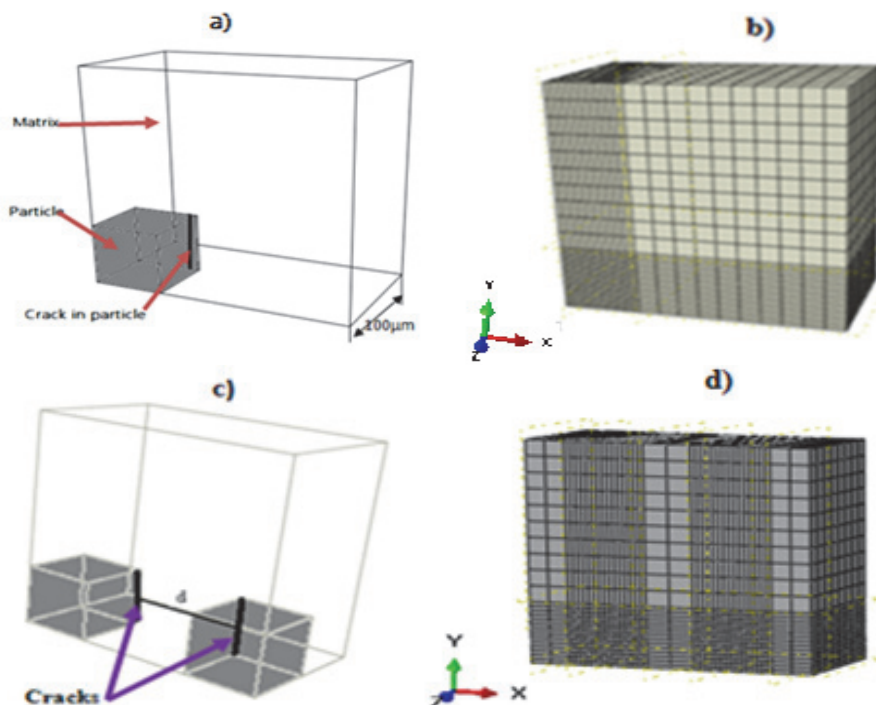 a)
b)
Matrix
Particle
Crack in particle
100µm
Y
X
Z
c)
d)
d
Cracks
Y
Z
X